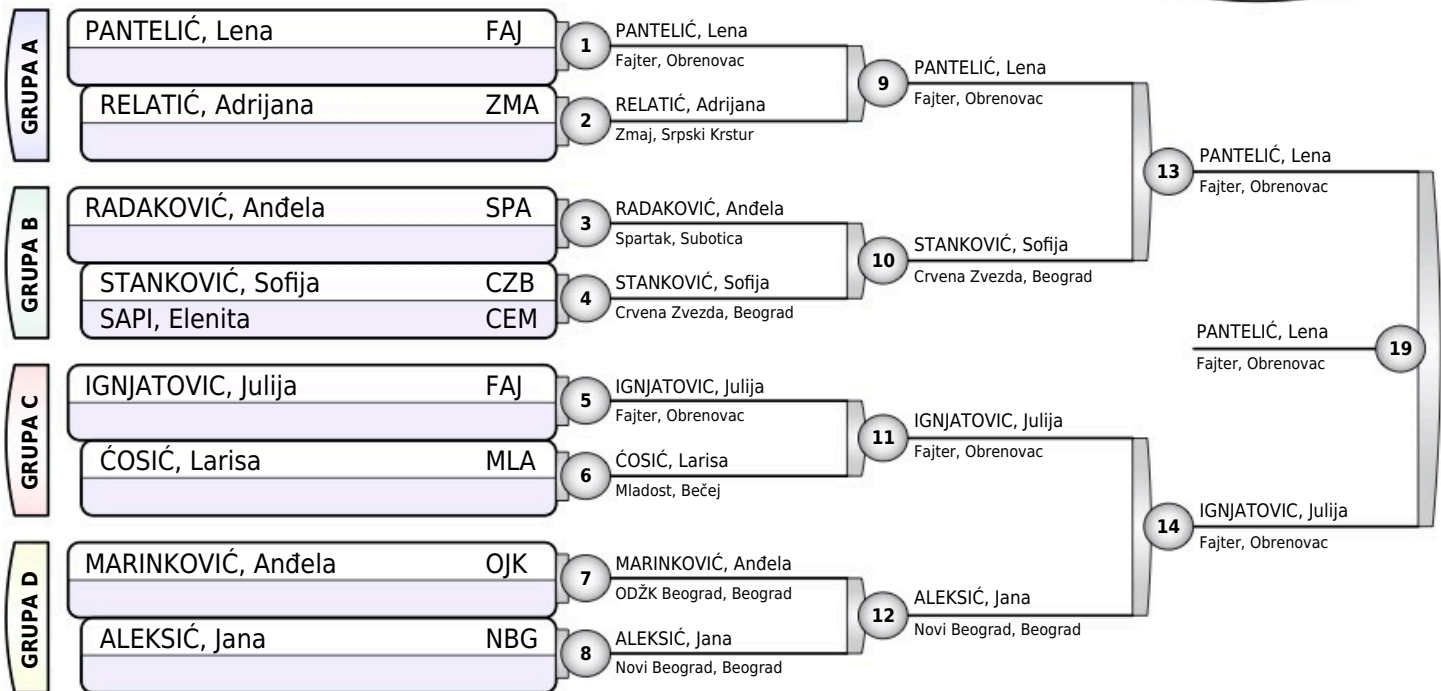 GRUPA A
PANTELIĆ, Lena FAJ
RELATIĆ, Adrijana ZMA
GRUPA B
RADAKOVIĆ, Anđela SPA
STANKOVIĆ, Sofija CZB
SAPI, Elenita CEM
GRUPA C
IGNJATOVIC, Julija FAJ
ĆOSIĆ, Larisa MLA
GRUPA D
MARINKOVIĆ, Anđela OJK
ALEKSIĆ, Jana NBG
1
PANTELIĆ, Lena
Fajter, Obrenovac
2
RELATIĆ, Adrijana
Zmaj, Srpski Krstur
3
RADAKOVIĆ, Anđela
Spartak, Subotica
4
STANKOVIĆ, Sofija
Crvena Zvezda, Beograd
5
IGNJATOVIC, Julija
Fajter, Obrenovac
6
ĆOSIĆ, Larisa
Mladost, Bečej
7
MARINKOVIĆ, Anđela
ODŽK Beograd, Beograd
8
ALEKSIĆ, Jana
Novi Beograd, Beograd
9
PANTELIĆ, Lena
Fajter, Obrenovac
10
STANKOVIĆ, Sofija
Crvena Zvezda, Beograd
11
IGNJATOVIC, Julija
Fajter, Obrenovac
12
ALEKSIĆ, Jana
Novi Beograd, Beograd
13
PANTELIĆ, Lena
Fajter, Obrenovac
14
IGNJATOVIC, Julija
Fajter, Obrenovac
PANTELIĆ, Lena
Fajter, Obrenovac
19